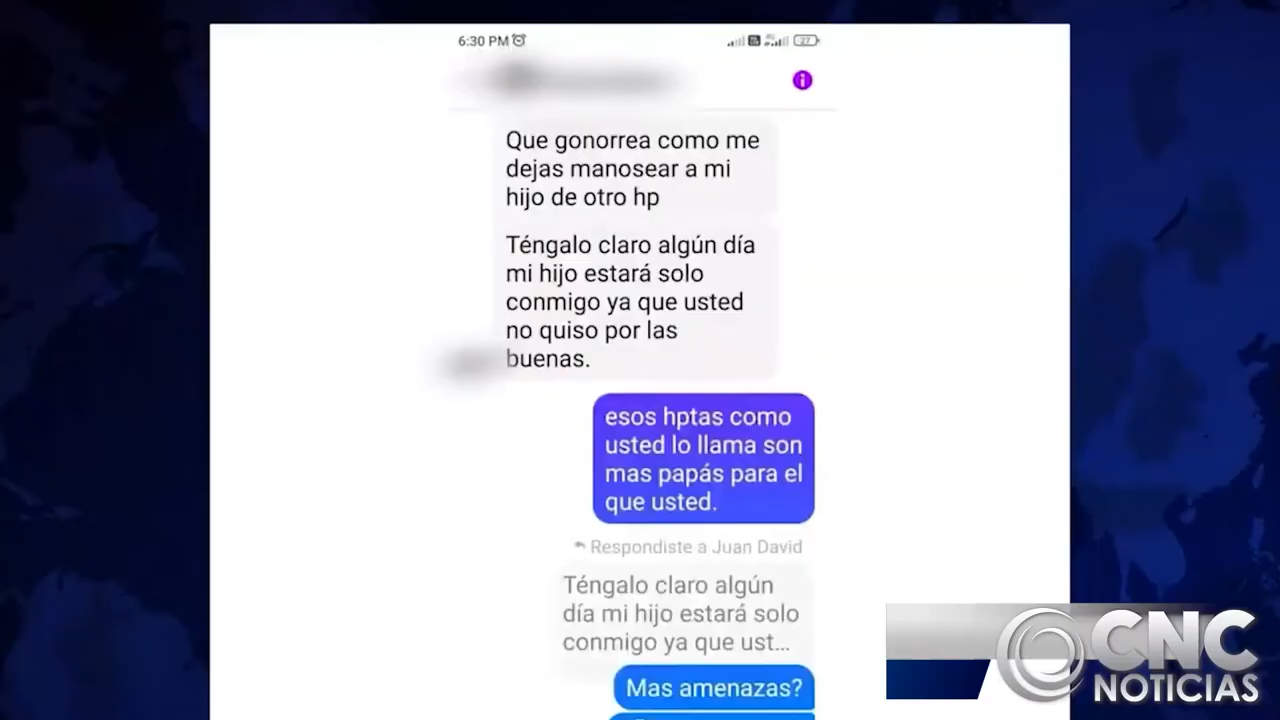 6:30 PM
27
Que gonorrea como me
dejas manosear a mi
hijo de otro hp
Téngalo claro algún día
mi hijo estará solo
conmigo ya que usted
no quiso por las
buenas.
esos hptas como
usted lo llama son
mas papás para el
que usted.
Respondiste a Juan David
Téngalo claro algún
día mi hijo estará solo
conmigo ya que ust...
Mas amenazas?
CNC
NOTICIAS